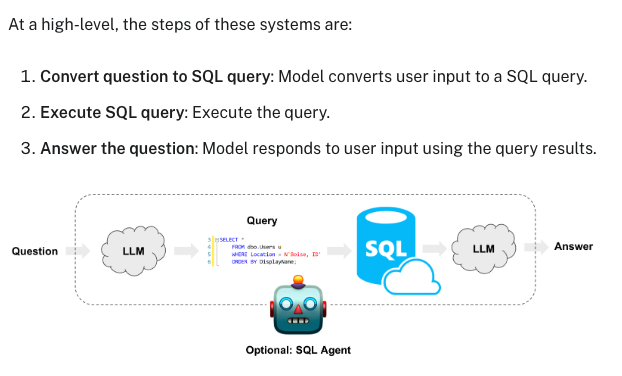 At a high-level, the steps of these systems are:
1. Convert question to SQL query: Model converts user input to a SQL query.
2. Execute SQL query: Execute the query.
3. Answer the question: Model responds to user input using the query results.
Query
Question
LLM
3 SELECT *
4 FROM dbo.Users u
5 WHERE Location = N'Boise, ID'
6 ORDER BY DisplayName;
SQL
LLM
Answer
Optional: SQL Agent